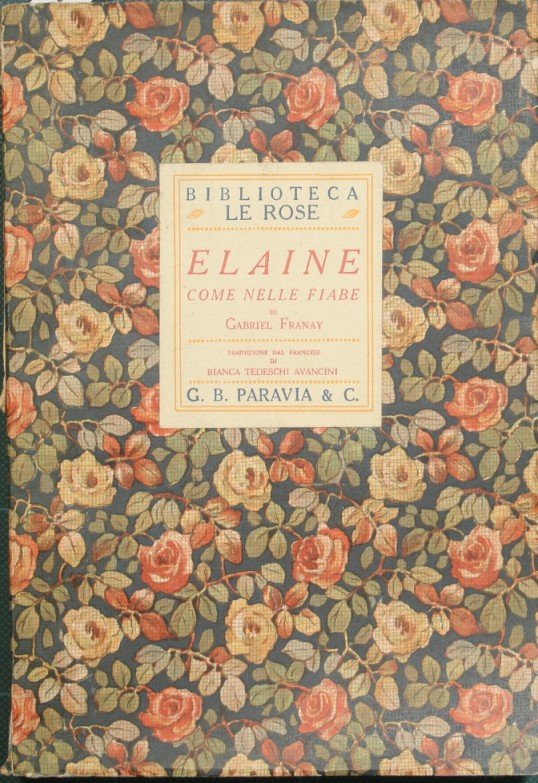 BIBLIOTECA
LE ROSE
ELAINE
COME NELLE FIABE
DI
GABRIEL FRANAY
TRADUZIONE DAL FRANCESE
DI
BIANCA TEDESCHI AVANCINI
G. B. PARAVIA & C.